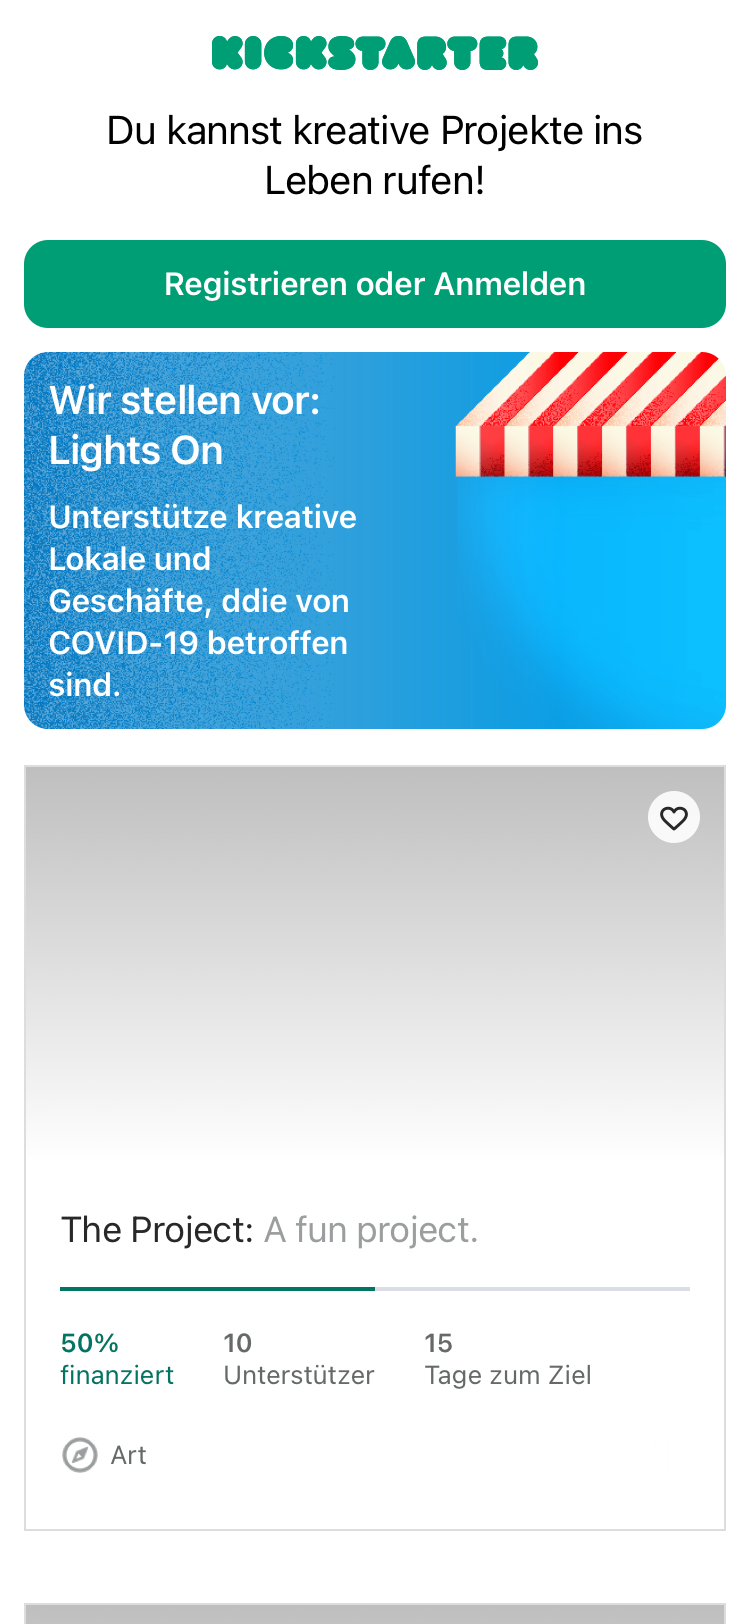 KICKSTARTER
Du kannst kreative Projekte ins
Leben rufen!
Registrieren oder Anmelden
Wir stellen vor:
Lights On
Unterstütze kreative
Lokale und
Geschäfte, ddie von
COVID-19 betroffen
sind.
The Project: A fun project.
50% 10 15
finanziert Unterstützer Tage zum Ziel
Art